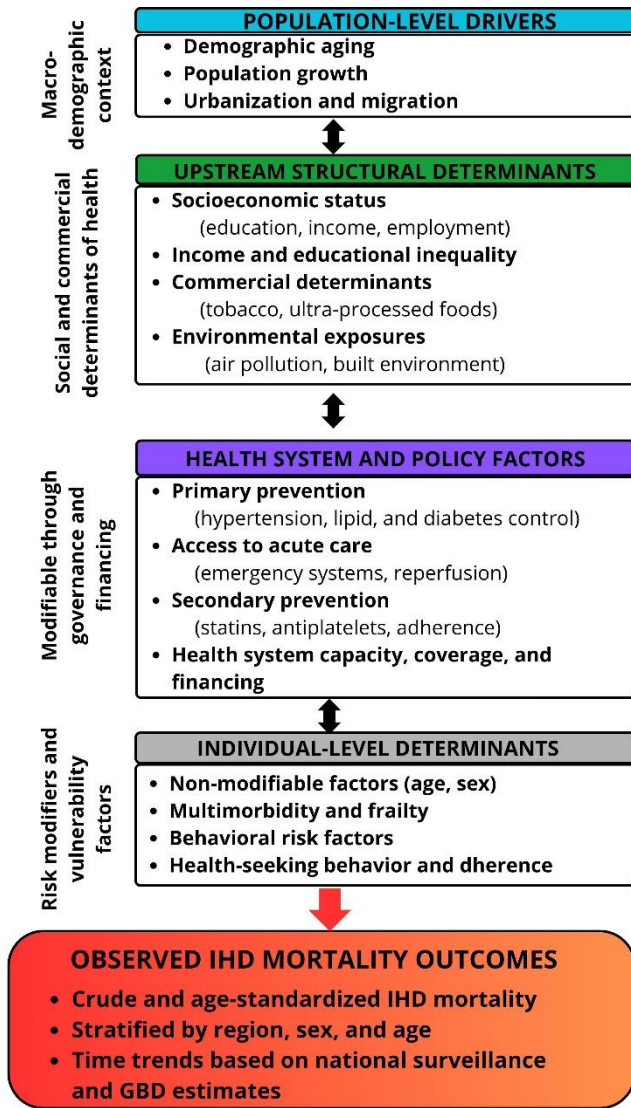 Macro-
demographic
context
POPULATION-LEVEL DRIVERS
• Demographic aging
• Population growth
• Urbanization and migration
Social and commercial
determinants of health
UPSTREAM STRUCTURAL DETERMINANTS
• Socioeconomic status
(education, income, employment)
• Income and educational inequality
• Commercial determinants
(tobacco, ultra-processed foods)
• Environmental exposures
(air pollution, built environment)
Modifiable through
governance and
financing
HEALTH SYSTEM AND POLICY FACTORS
• Primary prevention
(hypertension, lipid, and diabetes control)
• Access to acute care
(emergency systems, reperfusion)
• Secondary prevention
(statins, antiplatelets, adherence)
• Health system capacity, coverage, and
financing
Risk modifiers and
vulnerability
factors
INDIVIDUAL-LEVEL DETERMINANTS
• Non-modifiable factors (age, sex)
• Multimorbidity and frailty
• Behavioral risk factors
• Health-seeking behavior and dherence
OBSERVED IHD MORTALITY OUTCOMES
• Crude and age-standardized IHD mortality
• Stratified by region, sex, and age
• Time trends based on national surveillance
and GBD estimates